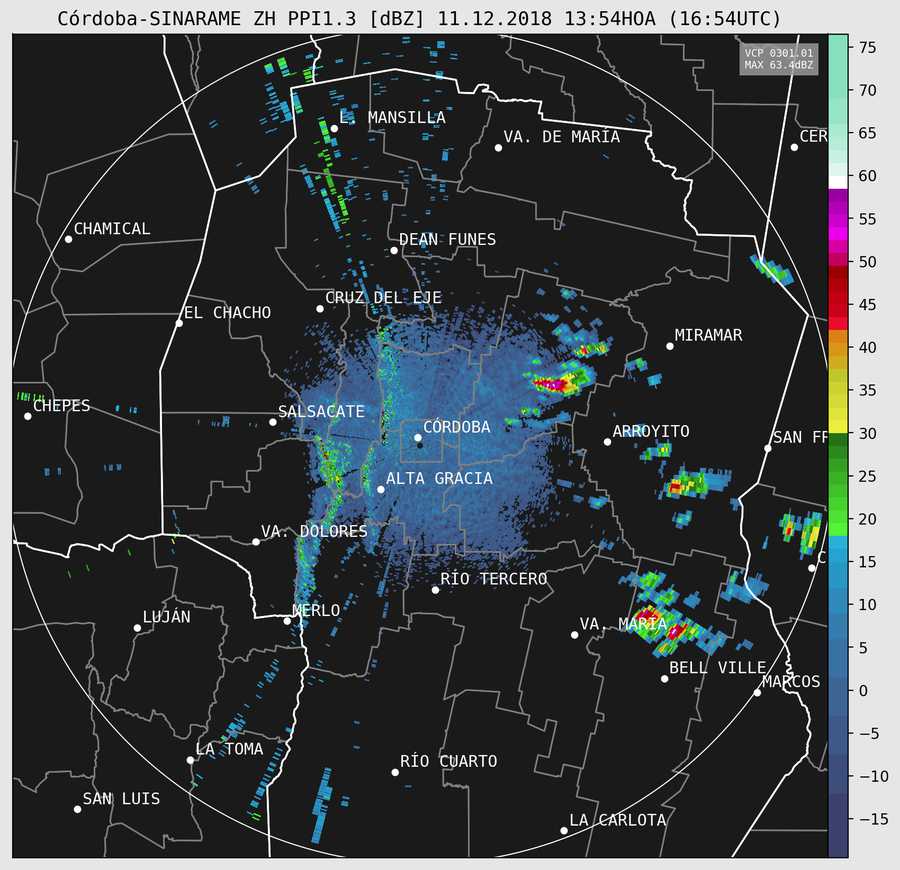 Córdoba-SINARAME ZH PPI1.3 [dBZ] 11.12.2018 13:54HOA (16:54UTC)
VCP 0301.01
MAX 63.4dBZ
75
70
65
60
55
50
45
40
35
30
25
20
15
10
5
0
−5
−10
−15
L. MANSILLA
VA. DE MARÍA
CER
CHAMICAL
DEAN FUNES
CRUZ DEL EJE
EL CHACHO
MIRAMAR
CHEPES
SALSACATE
CÓRDOBA
ARROYITO
SAN FR
ALTA GRACIA
VA. DOLORES
C
RÍO TERCERO
LUJÁN
MERLO
VA. MARÍA
BELL VILLE
MARCOS
LA TOMA
RÍO CUARTO
SAN LUIS
LA CARLOTA